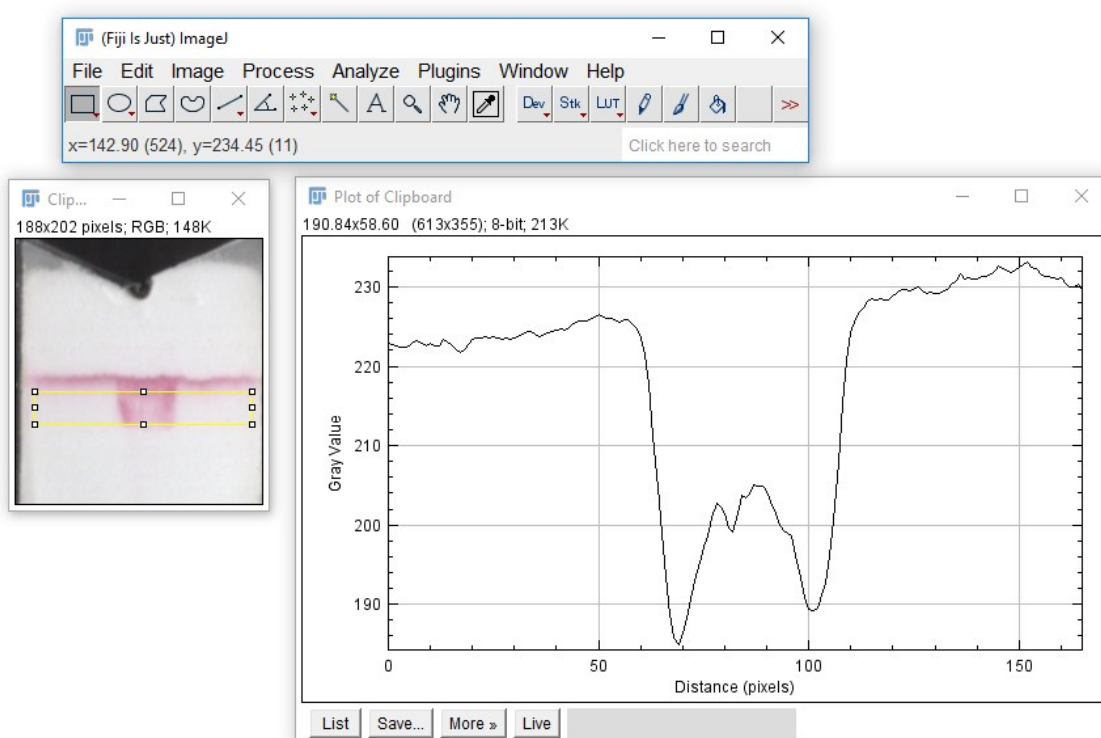 (Fiji Is Just) ImageJ
File Edit Image Process Analyze Plugins Window Help
A Dev Stk LUT >>
x=142.90 (524), y=234.45 (11)
Click here to search
Clip...
188x202 pixels; RGB; 148K
Plot of Clipboard
190.84x58.60 (613x355); 8-bit; 213K
230
220
210
200
190
Gray Value
0 50 100 150
Distance (pixels)
List Save... More » Live